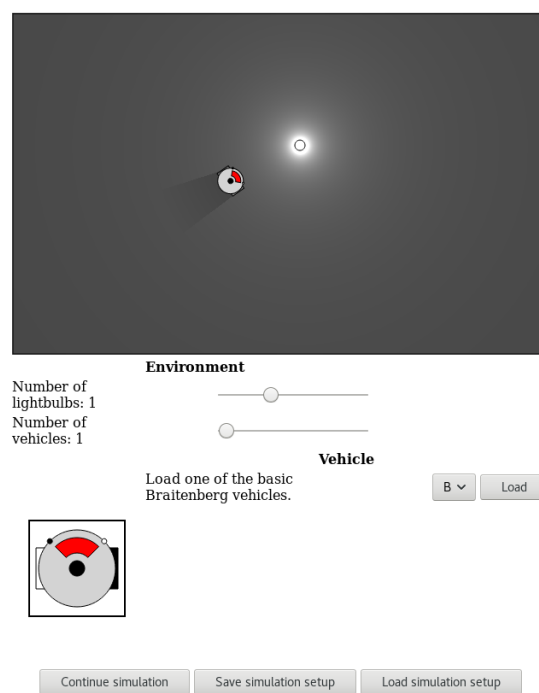 Environment
Number of
lightbulbs: 1
Number of
vehicles: 1
Vehicle
Load one of the basic
Braitenberg vehicles.
B
Load
Continue simulation
Save simulation setup
Load simulation setup